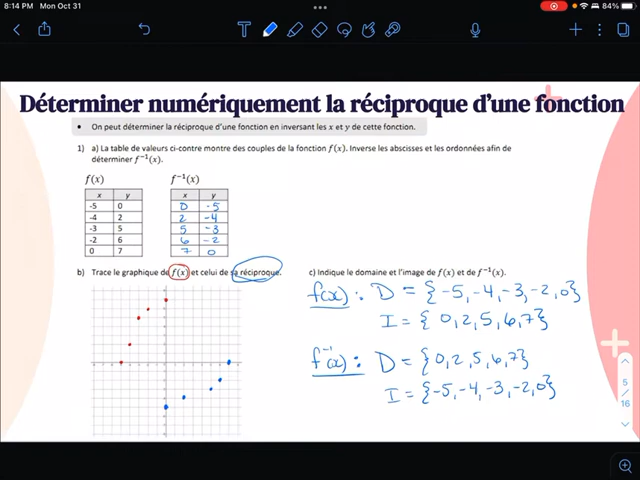 8:14 PM Mon Oct 31
84%
Déterminer numériquement la réciproque d'une fonction
• On peut déterminer la réciproque d'une fonction en inversant les x et y de cette fonction.
1) a) La table de valeurs ci-contre montre des couples de la fonction f(x). Inverse les abscisses et les ordonnées afin de
déterminer f⁻¹(x).
f(x) f⁻¹(x)
x y x y
-5 0 0 -5
-4 2 2 -4
-3 5 5 -3
-2 6 6 -2
0 7 7 0
b) Trace le graphique de f(x) et celui de sa réciproque.
c) Indique le domaine et l'image de f(x) et de f⁻¹(x).
f(x) : D = {-5, -4, -3, -2, 0}
I = {0, 2, 5, 6, 7}
f⁻¹(x) : D = {0, 2, 5, 6, 7}
I = {-5, -4, -3, -2, 0}
5
16